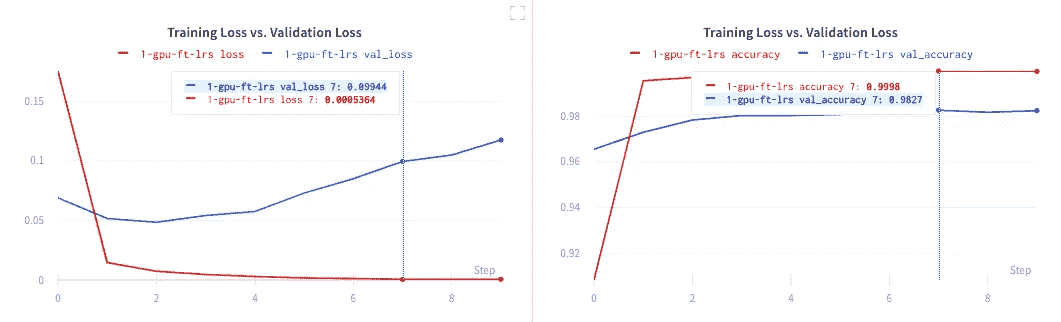 Training Loss vs. Validation Loss
1-gpu-ft-lrs loss 1-gpu-ft-lrs val_loss
1-gpu-ft-lrs val_loss 7: 0.09944
1-gpu-ft-lrs loss 7: 0.0005364
0.15
0.1
0.05
0
Step
0 2 4 6 8
Training Loss vs. Validation Loss
1-gpu-ft-lrs accuracy 1-gpu-ft-lrs val_accuracy
1-gpu-ft-lrs accuracy 7: 0.9998
1-gpu-ft-lrs val_accuracy 7: 0.9827
0.98
0.96
0.94
0.92
Step
0 2 4 6 8